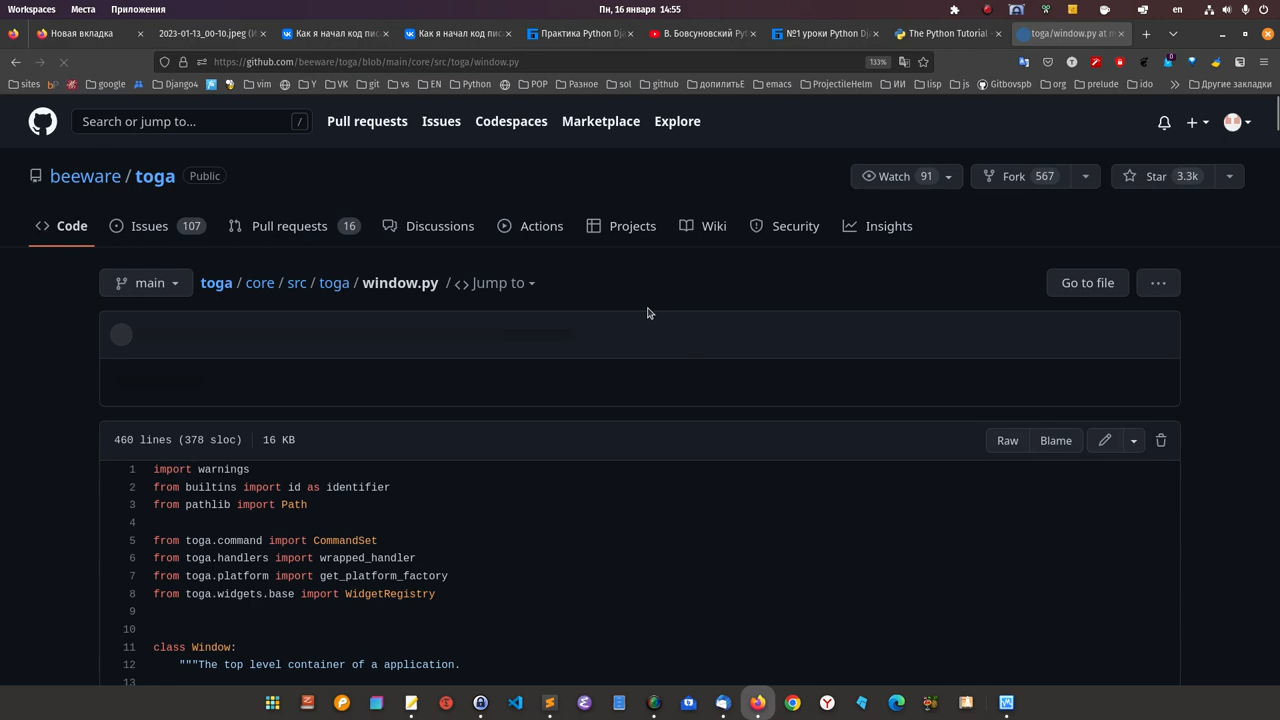 Workspaces Места Приложения Пн, 16 января 14:55 en
Новая вкладка 2023-01-13_00-10.jpeg (И Как я начал код пис Как я начал код пис Практика Python Dj В. Бовсуновский Py №1 уроки Python Dj The Python Tutorial — toga/window.py at m
https://github.com/beeware/toga/blob/main/core/src/toga/window.py 133%
sites google Django4 vim Y VK git vs EN Python POP Разное sol github допилитьЕ emacs ProjectileHelm ИИ lisp js Gitbovspb org prelude ido Другие закладки
Search or jump to... / Pull requests Issues Codespaces Marketplace Explore
beeware / toga Public Watch 91 Fork 567 Star 3.3k
Code Issues 107 Pull requests 16 Discussions Actions Projects Wiki Security Insights
main toga / core / src / toga / window.py / <> Jump to Go to file ...
460 lines (378 sloc) 16 KB Raw Blame
1 import warnings
2 from builtins import id as identifier
3 from pathlib import Path
4
5 from toga.command import CommandSet
6 from toga.handlers import wrapped_handler
7 from toga.platform import get_platform_factory
8 from toga.widgets.base import WidgetRegistry
9
10
11 class Window:
12 """The top level container of a application.
13